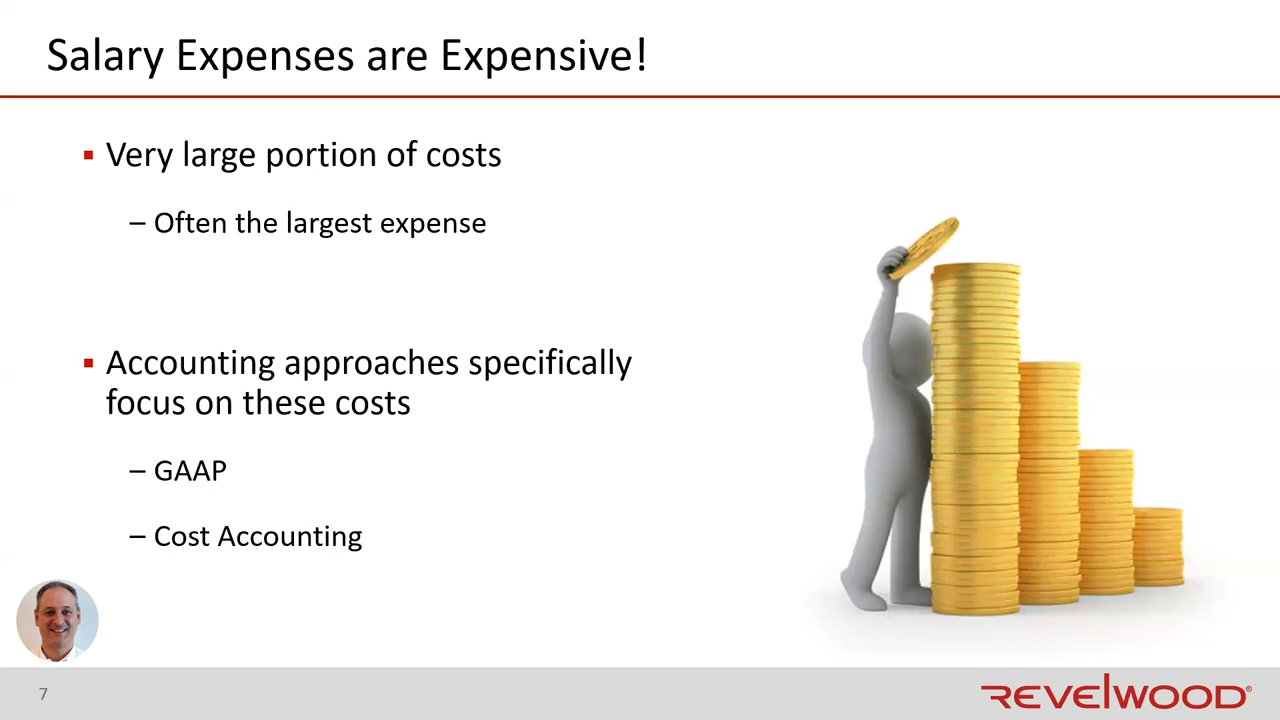 Salary Expenses are Expensive!
▪ Very large portion of costs
– Often the largest expense
▪ Accounting approaches specifically
focus on these costs
– GAAP
– Cost Accounting
7
REVELWOOD®